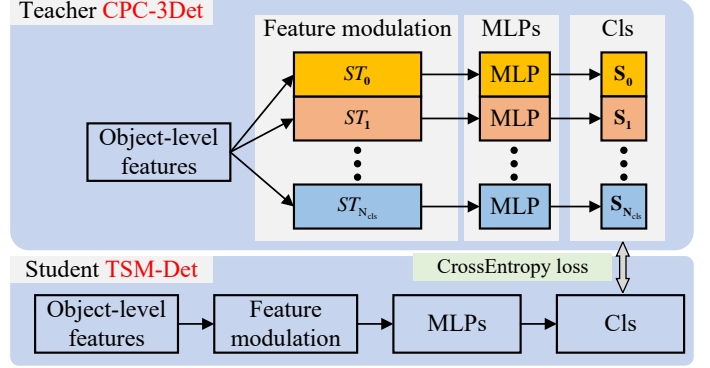 Teacher CPC-3Det
Feature modulation MLPs Cls
ST0 MLP S0
ST1 MLP S1
Object-level
features
STNcls MLP SNcls
Student TSM-Det
CrossEntropy loss
Object-level
features
Feature
modulation
MLPs
Cls